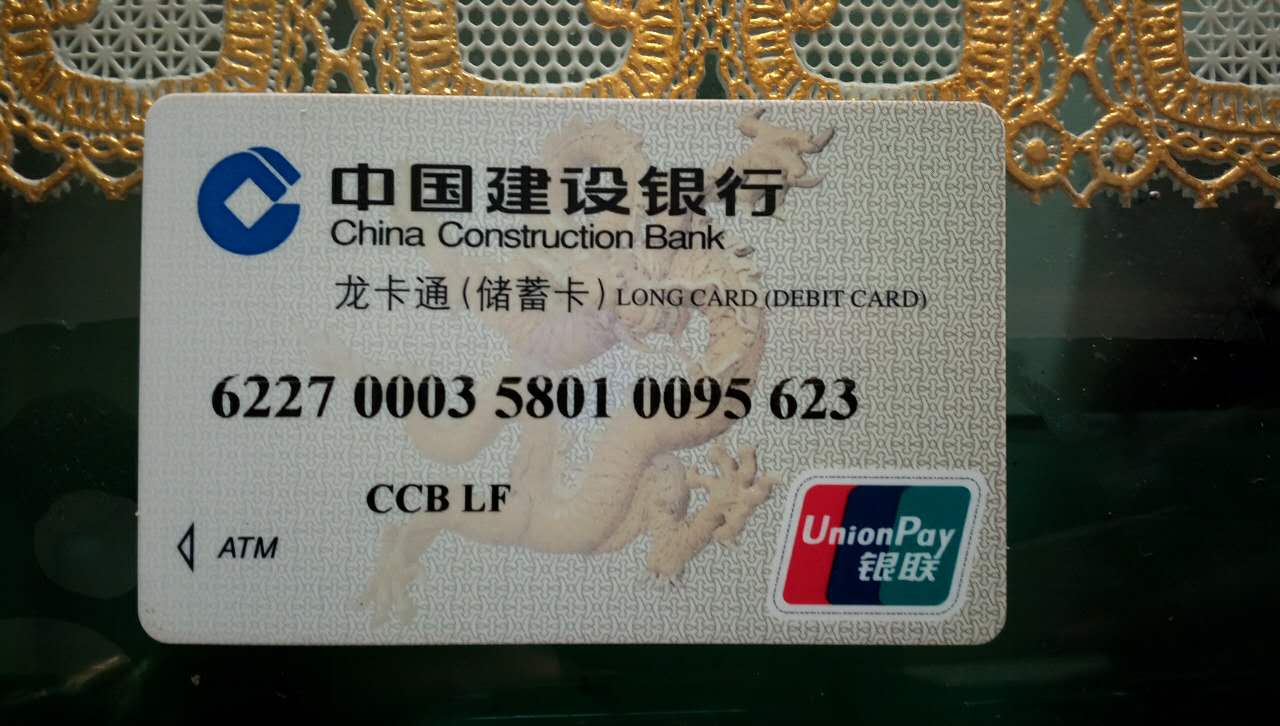 中国建设银行
China Construction Bank
龙卡通(储蓄卡) LONG CARD (DEBIT CARD)
6227 0003 5801 0095 623
CCB LF
ATM
UnionPay
银联